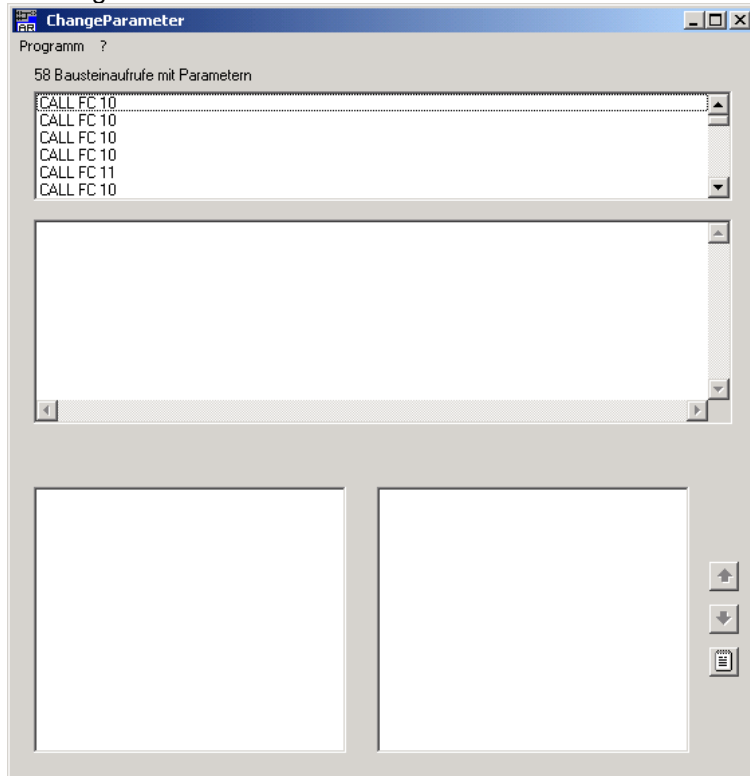 ChangeParameter
Programm ?
58 Bausteinaufrufe mit Parametern
CALL FC 10
CALL FC 10
CALL FC 10
CALL FC 10
CALL FC 11
CALL FC 10